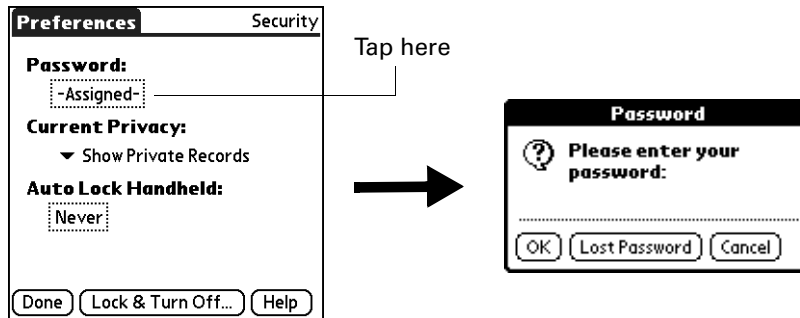 Preferences Security
Password:
-Assigned-
Current Privacy:
Show Private Records
Auto Lock Handheld:
Never
Done Lock & Turn Off... Help
Tap here
Password
Please enter your
password:
OK Lost Password Cancel